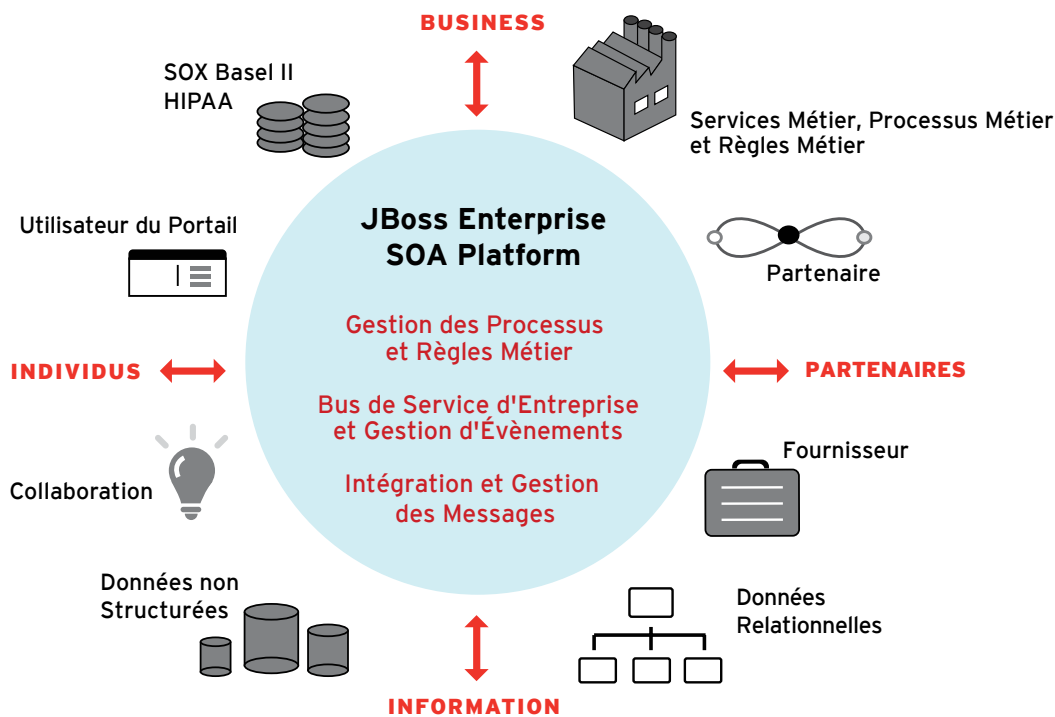 BUSINESS
SOX Basel II
HIPAA
Services Métier, Processus Métier
et Règles Métier
JBoss Enterprise
SOA Platform
Utilisateur du Portail
Partenaire
Gestion des Processus
et Règles Métier
INDIVIDUS
PARTENAIRES
Bus de Service d'Entreprise
et Gestion d'Évènements
Fournisseur
Collaboration
Intégration et Gestion
des Messages
Données non
Structurées
Données
Relationnelles
INFORMATION